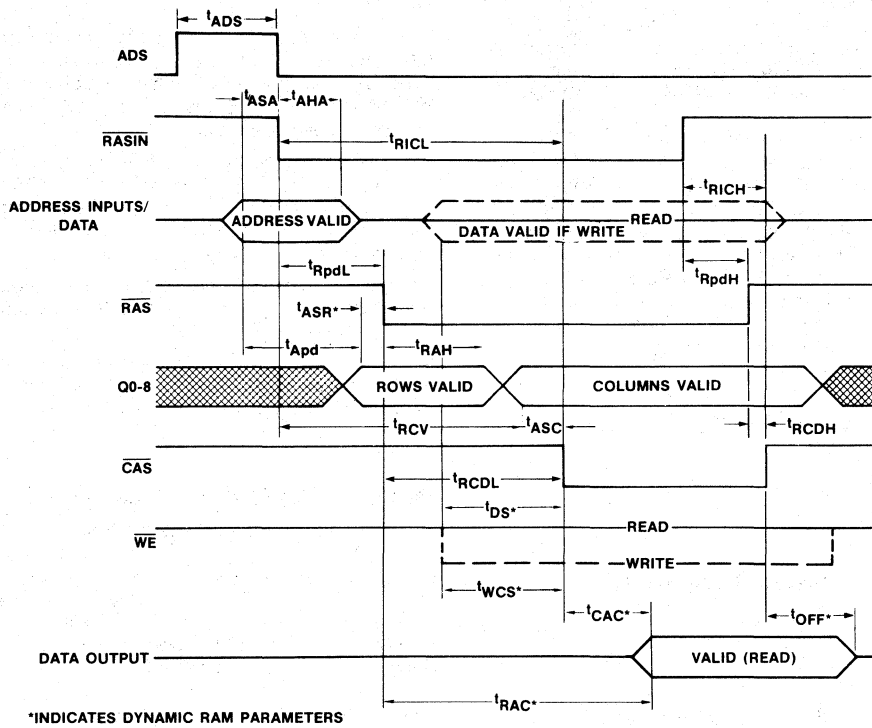 tADS
ADS
tASA
tAHA
RASIN
tRICL
tRICH
ADDRESS INPUTS/
DATA
ADDRESS VALID
READ
DATA VALID IF WRITE
tRpdL
tRpdH
RAS
tASR*
tApd
tRAH
Q0-8
ROWS VALID
COLUMNS VALID
tRCV
tASC
tRCDH
CAS
tRCDL
tDS*
WE
READ
WRITE
tWCS*
tCAC*
tOFF*
DATA OUTPUT
VALID (READ)
tRAC*
*INDICATES DYNAMIC RAM PARAMETERS